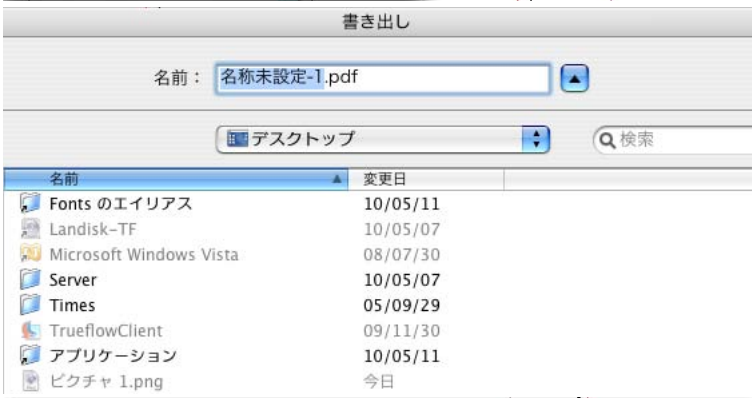 書き出し
名前： 名称未設定-1.pdf
デスクトップ 検索
名前 変更日
Fonts のエイリアス 10/05/11
Landisk-TF 10/05/07
Microsoft Windows Vista 08/07/30
Server 10/05/07
Times 05/09/29
TrueflowClient 09/11/30
アプリケーション 10/05/11
ピクチャ 1.png 今日